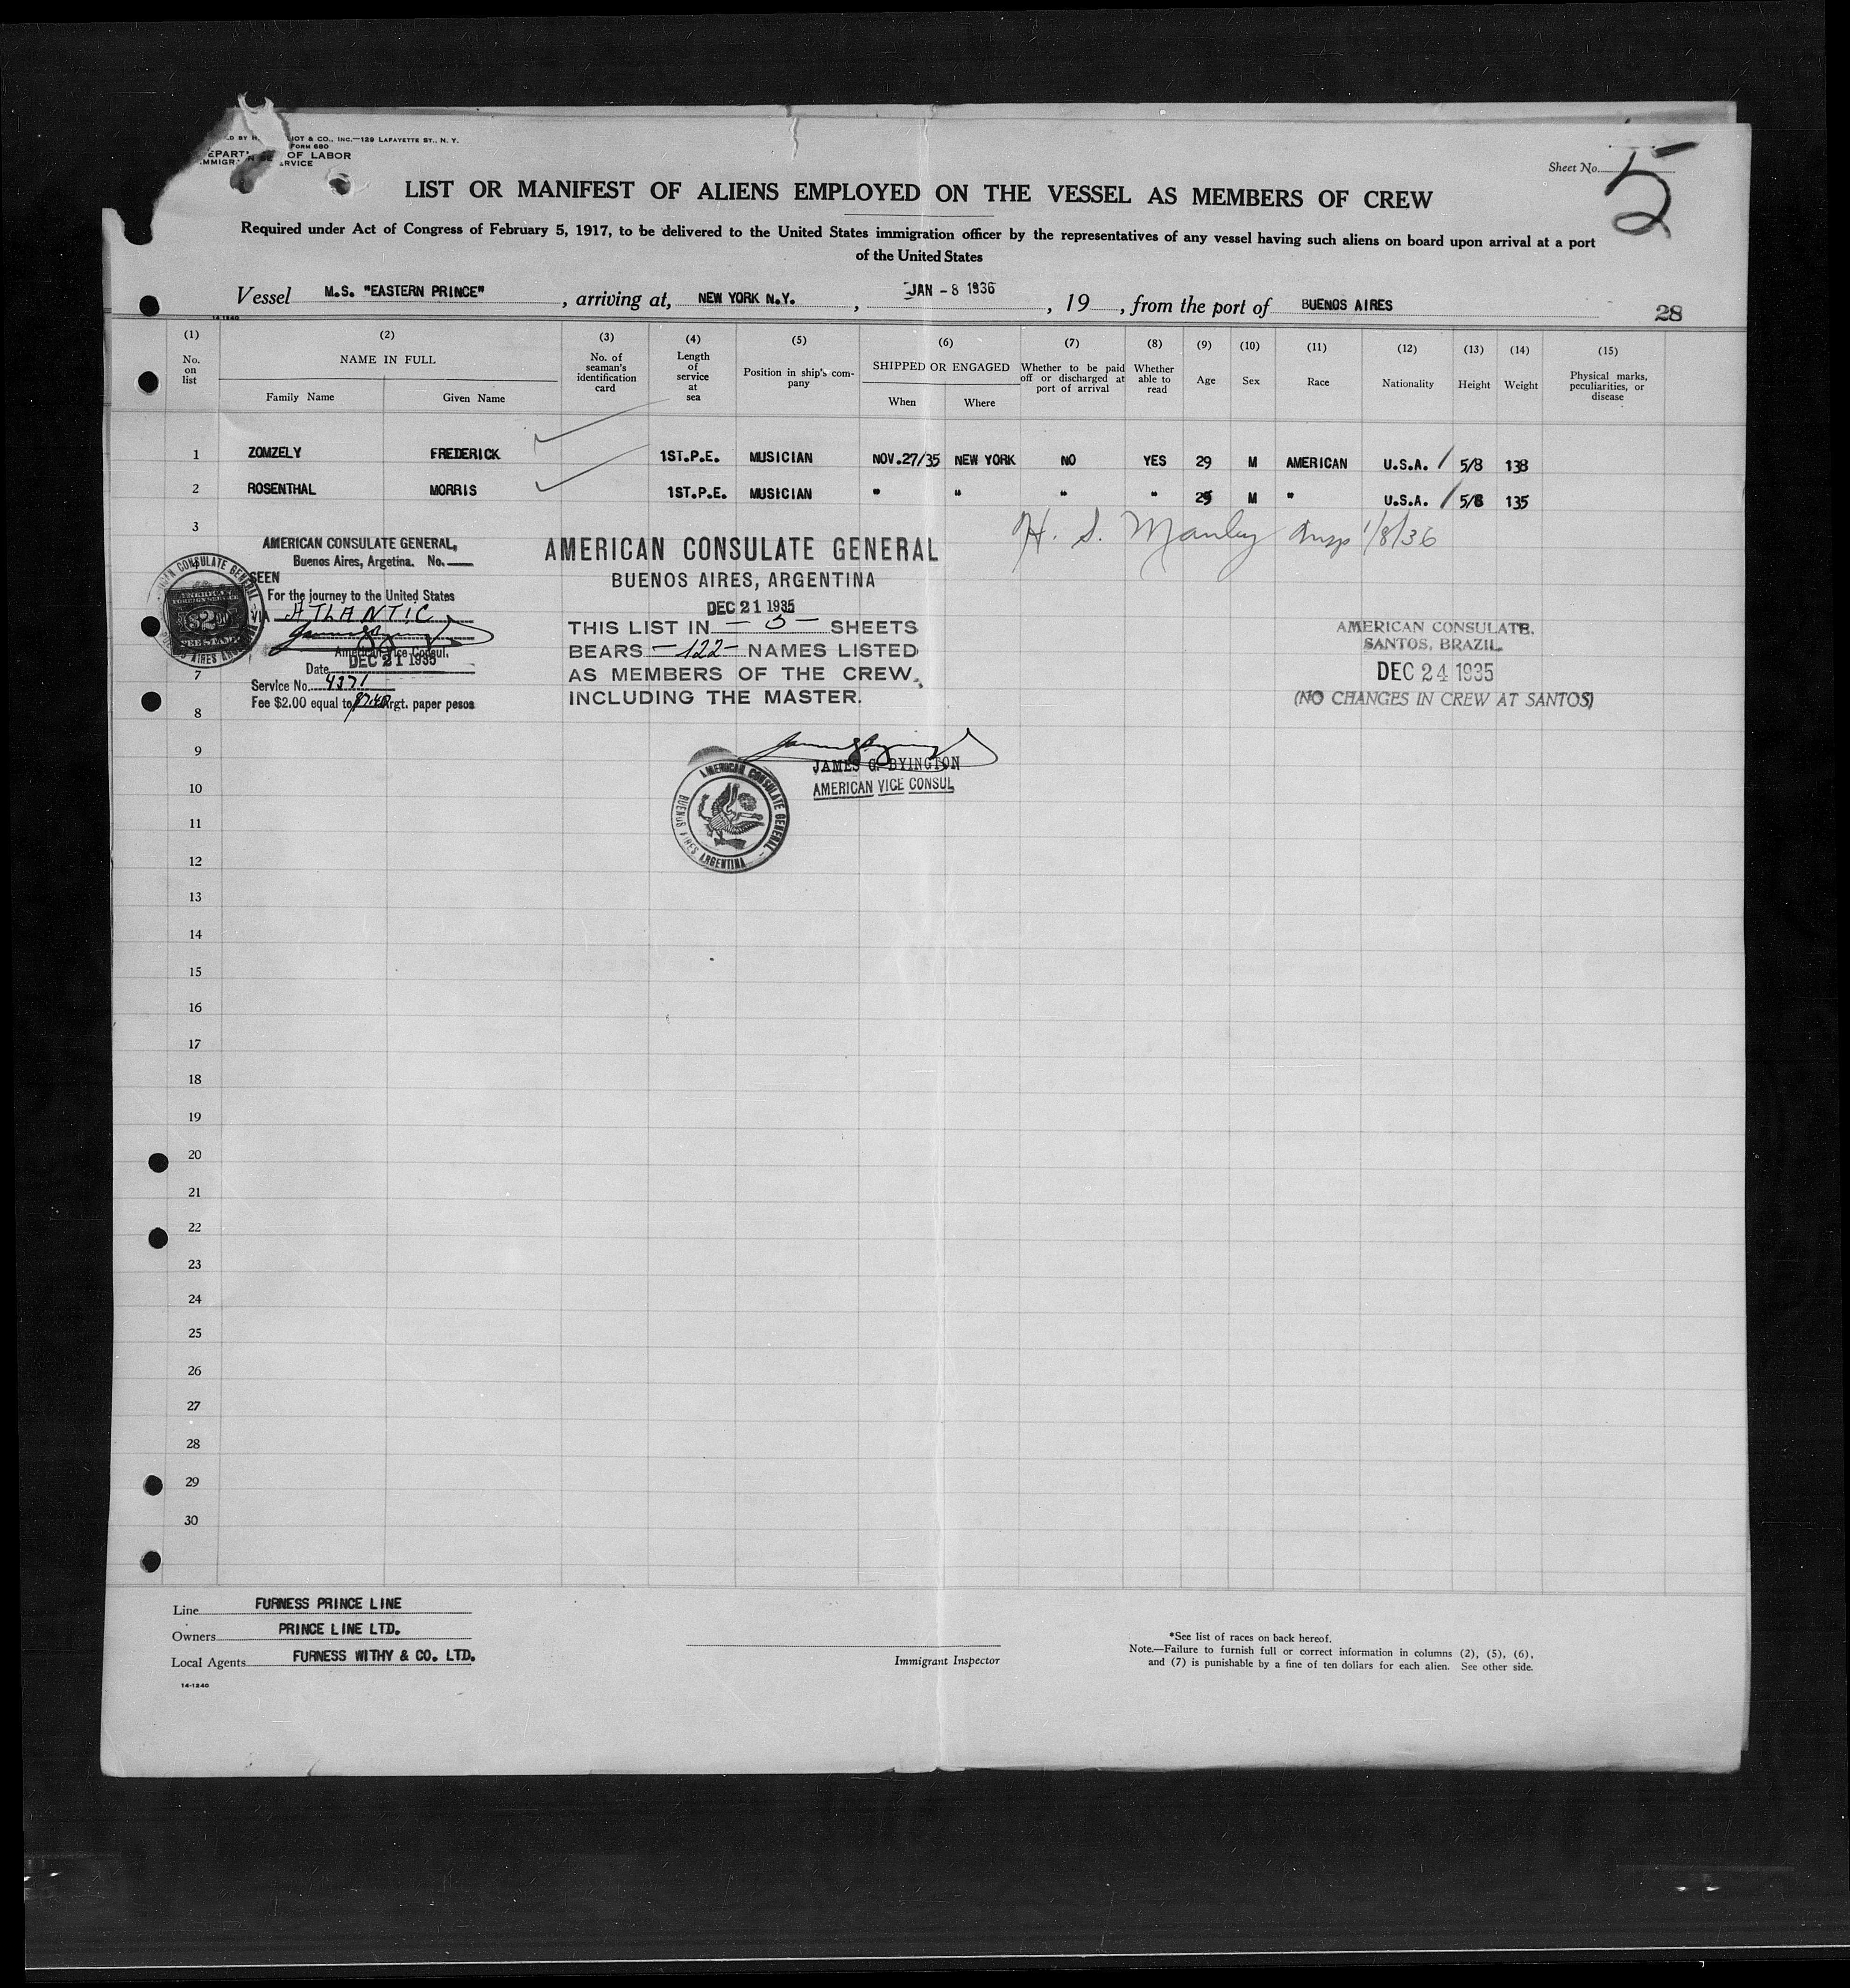 IOT & CO., INC.—129 LAFAYETTE ST., N. Y.
FORM 680
OF LABOR
Sheet No. 5
LIST OR MANIFEST OF ALIENS EMPLOYED ON THE VESSEL AS MEMBERS OF CREW
Required under Act of Congress of February 5, 1917, to be delivered to the United States immigration officer by the representatives of any vessel having such aliens on board upon arrival at a port
of the United States
Vessel M.S. "EASTERN PRINCE", arriving at, NEW YORK N.Y., JAN - 8 1936, 19, from the port of BUENOS AIRES
28
14-1240
(1) (2) (3) (4) (5) (6) (7) (8) (9) (10) (11) (12) (13) (14) (15)
No. on list
NAME IN FULL
Family Name Given Name
No. of seaman's identification card
Length of service at sea
Position in ship's company
SHIPPED OR ENGAGED
When Where
Whether to be paid off or discharged at port of arrival
Whether able to read
Age
Sex
Race
Nationality
Height
Weight
Physical marks, peculiarities, or disease
1 ZOMZELY FREDERICK 1ST.P.E. MUSICIAN NOV.27/35 NEW YORK NO YES 29 M AMERICAN U.S.A. / 5/8 138
2 ROSENTHAL MORRIS 1ST.P.E. MUSICIAN " " " " 25 M " U.S.A. / 5/8 135
3
H. S. Manley Insp 1/8/36
AMERICAN CONSULATE GENERAL,
Buenos Aires, Argetina. No.
SEEN
For the journey to the United States
VIA ATLANTIC
American Vice Consul.
Date DEC 21 1935
Service No. 4371
Fee $2.00 equal to Argt. paper pesos
AMERICAN CONSULATE GENERAL
BUENOS AIRES, ARGENTINA
DEC 21 1935
THIS LIST IN - 5 - SHEETS
BEARS - 122 - NAMES LISTED
AS MEMBERS OF THE CREW,
INCLUDING THE MASTER.
JAMES G. BYINGTON
AMERICAN VICE CONSUL
AMERICAN CONSULATE GENERAL
BUENOS AIRES ARGENTINA
AMERICAN CONSULATE.
SANTOS, BRAZIL.
DEC 24 1935
(NO CHANGES IN CREW AT SANTOS)
7
8
9
10
11
12
13
14
15
16
17
18
19
20
21
22
23
24
25
26
27
28
29
30
Line FURNESS PRINCE LINE
Owners PRINCE LINE LTD.
Local Agents FURNESS WITHY & CO. LTD.
14-1240
Immigrant Inspector
*See list of races on back hereof.
Note.—Failure to furnish full or correct information in columns (2), (5), (6),
and (7) is punishable by a fine of ten dollars for each alien. See other side.